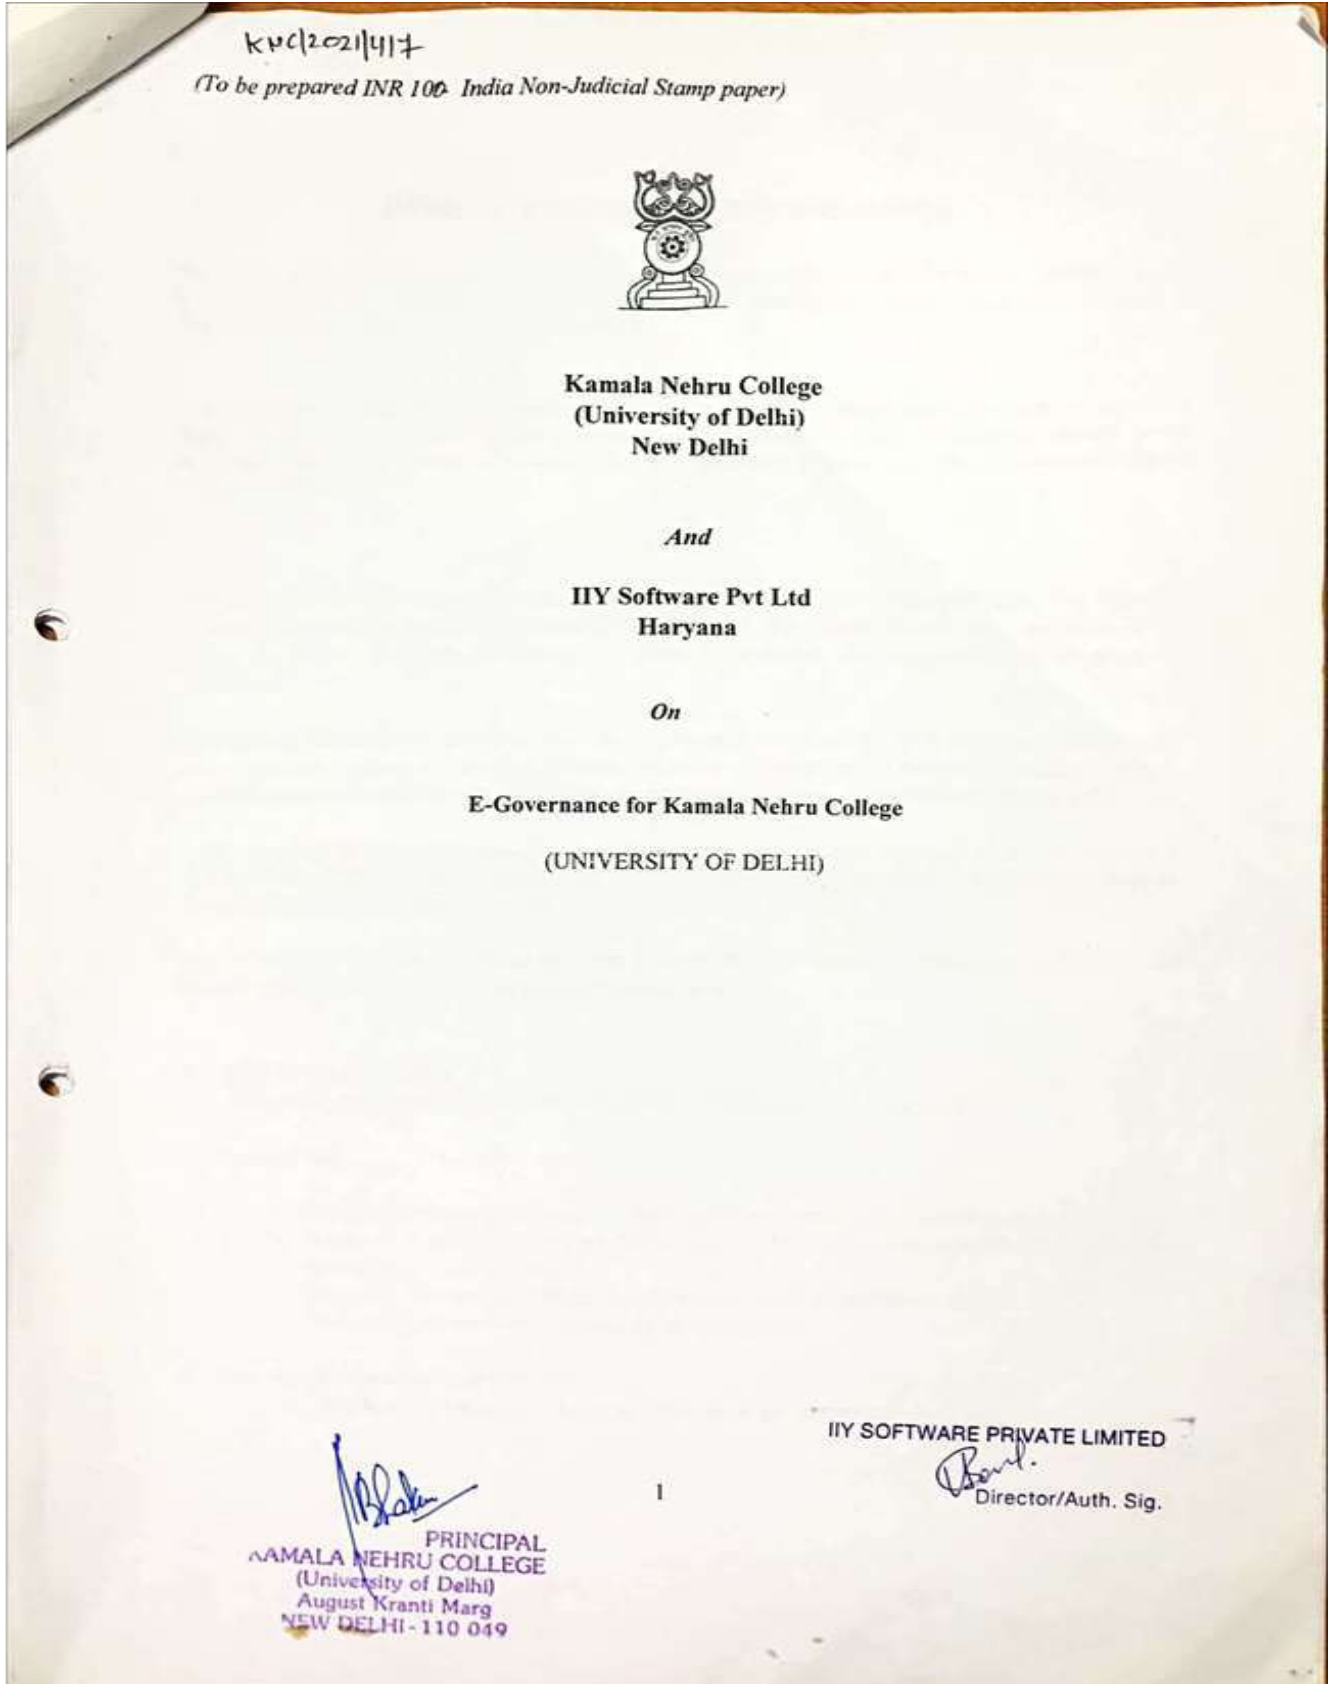 KNC/2021/417
(To be prepared INR 100 India Non-Judicial Stamp paper)
Kamala Nehru College
(University of Delhi)
New Delhi
And
IIY Software Pvt Ltd
Haryana
On
E-Governance for Kamala Nehru College
(UNIVERSITY OF DELHI)
IIY SOFTWARE PRIVATE LIMITED
Director/Auth. Sig.
1
PRINCIPAL
KAMALA NEHRU COLLEGE
(University of Delhi)
August Kranti Marg
NEW DELHI-110 049